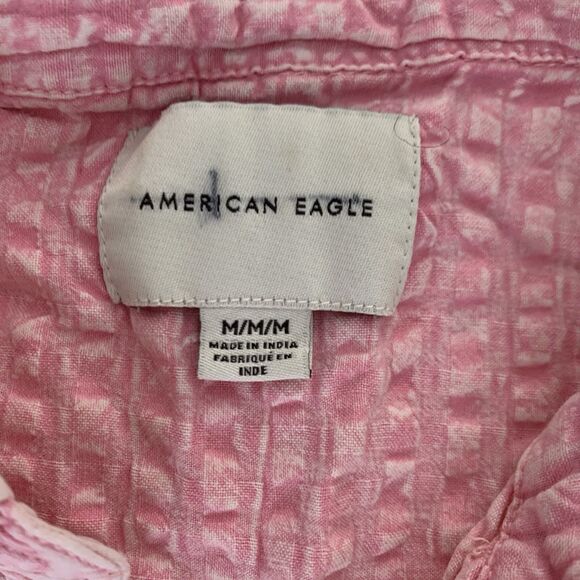 AMERICAN EAGLE
M/M/M
MADE IN INDIA
FABRIQUÉ EN
INDE